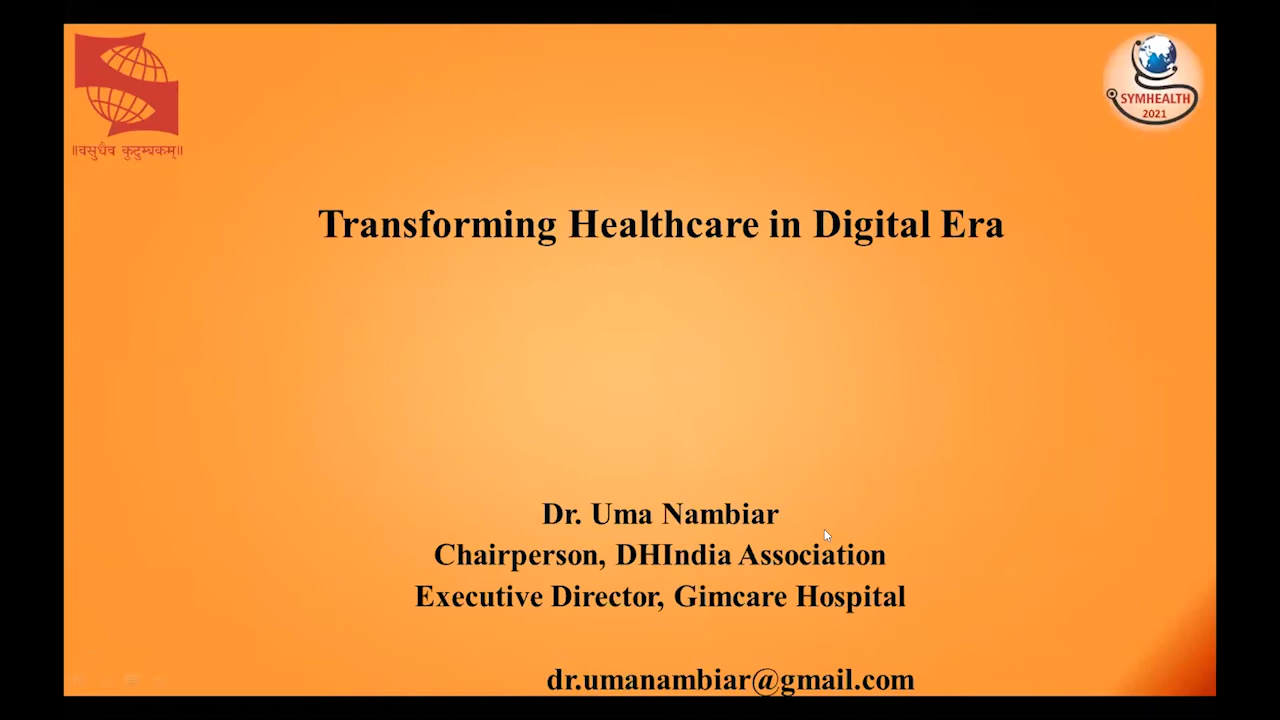 ॥वसुधैव कुटुम्बकम्॥
SYMHEALTH
2021
Transforming Healthcare in Digital Era
Dr. Uma Nambiar
Chairperson, DHIndia Association
Executive Director, Gimcare Hospital
dr.umanambiar@gmail.com